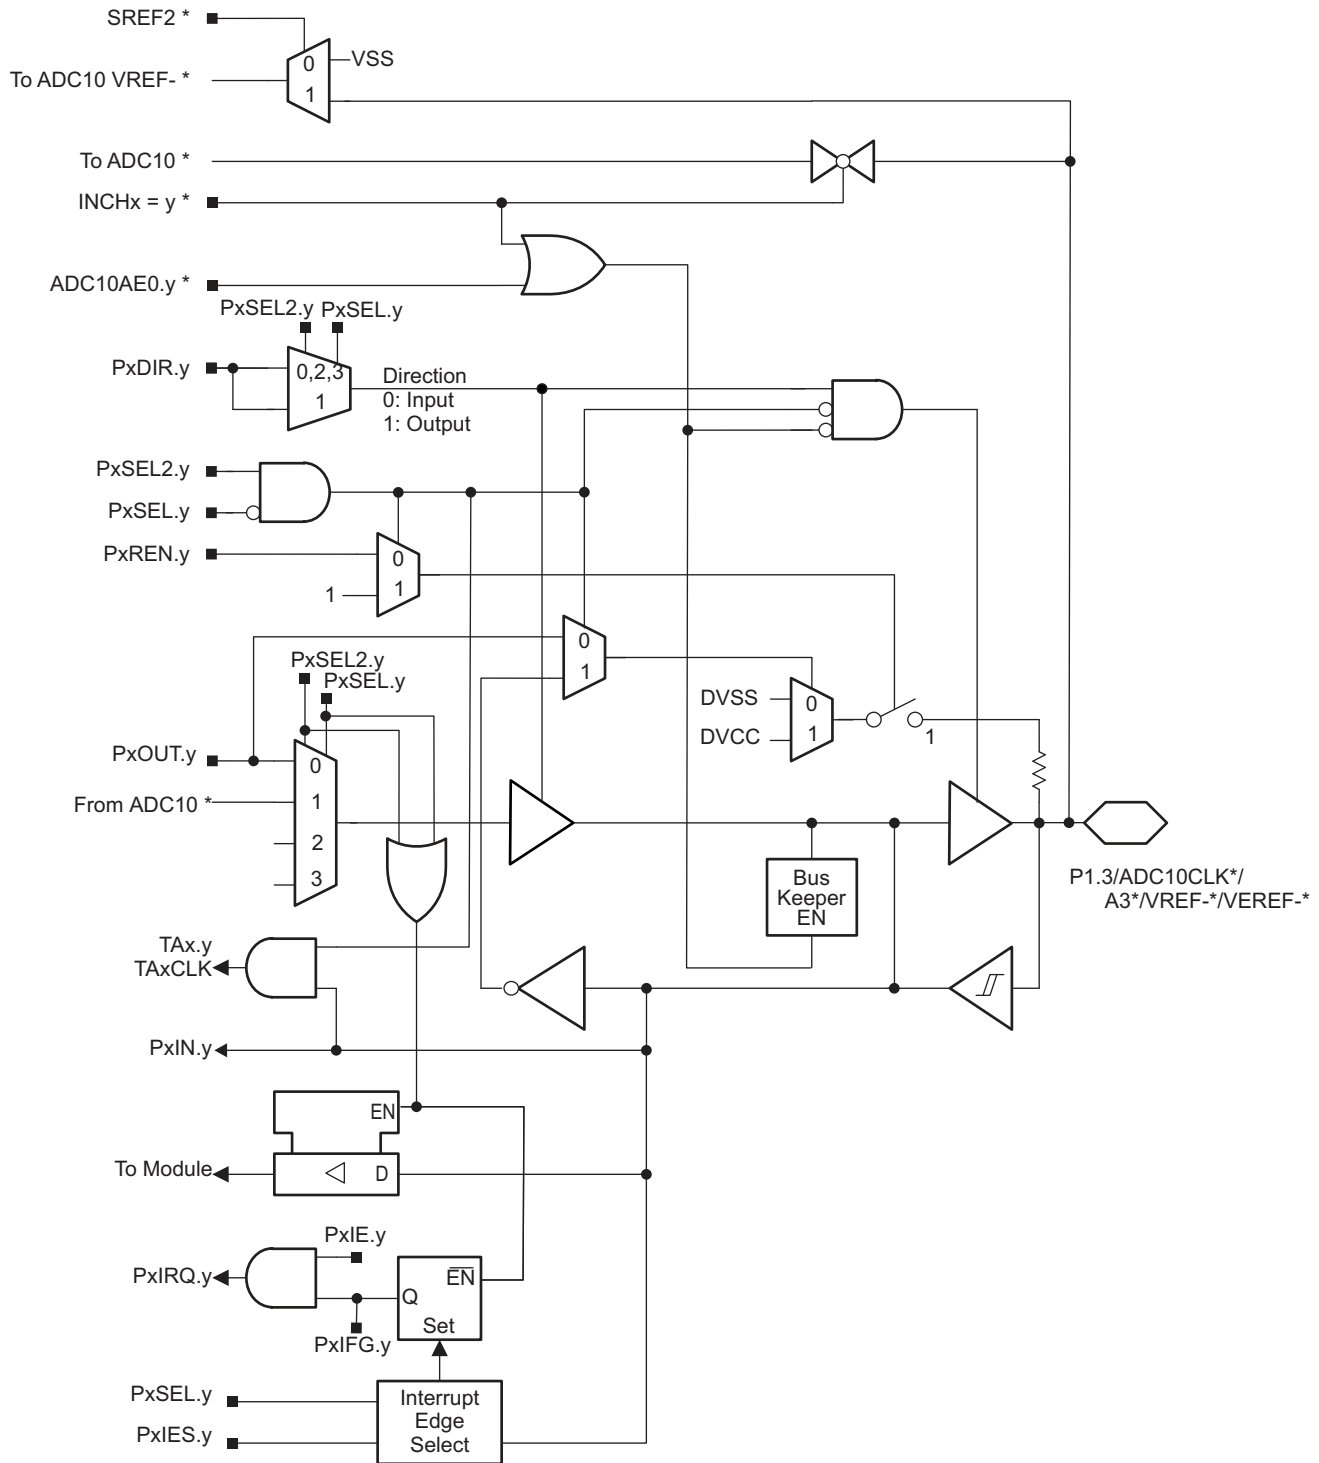 SREF2 *
0
VSS
To ADC10 VREF- *
1
To ADC10 *
INCHx = y *
ADC10AE0.y *
PxSEL2.y PxSEL.y
PxDIR.y
0,2,3
1
Direction
0: Input
1: Output
PxSEL2.y
PxSEL.y
PxREN.y
0
1
1
0
1
PxSEL2.y
PxSEL.y
DVSS
0
DVCC
1
1
PxOUT.y
0
From ADC10 *
1
2
3
Bus
Keeper
EN
P1.3/ADC10CLK*/
A3*/VREF-*/VEREF-*
TAx.y
TAxCLK
PxIN.y
EN
To Module
D
PxIE.y
PxIRQ.y
EN
Q
Set
PxIFG.y
PxSEL.y
PxIES.y
Interrupt
Edge
Select